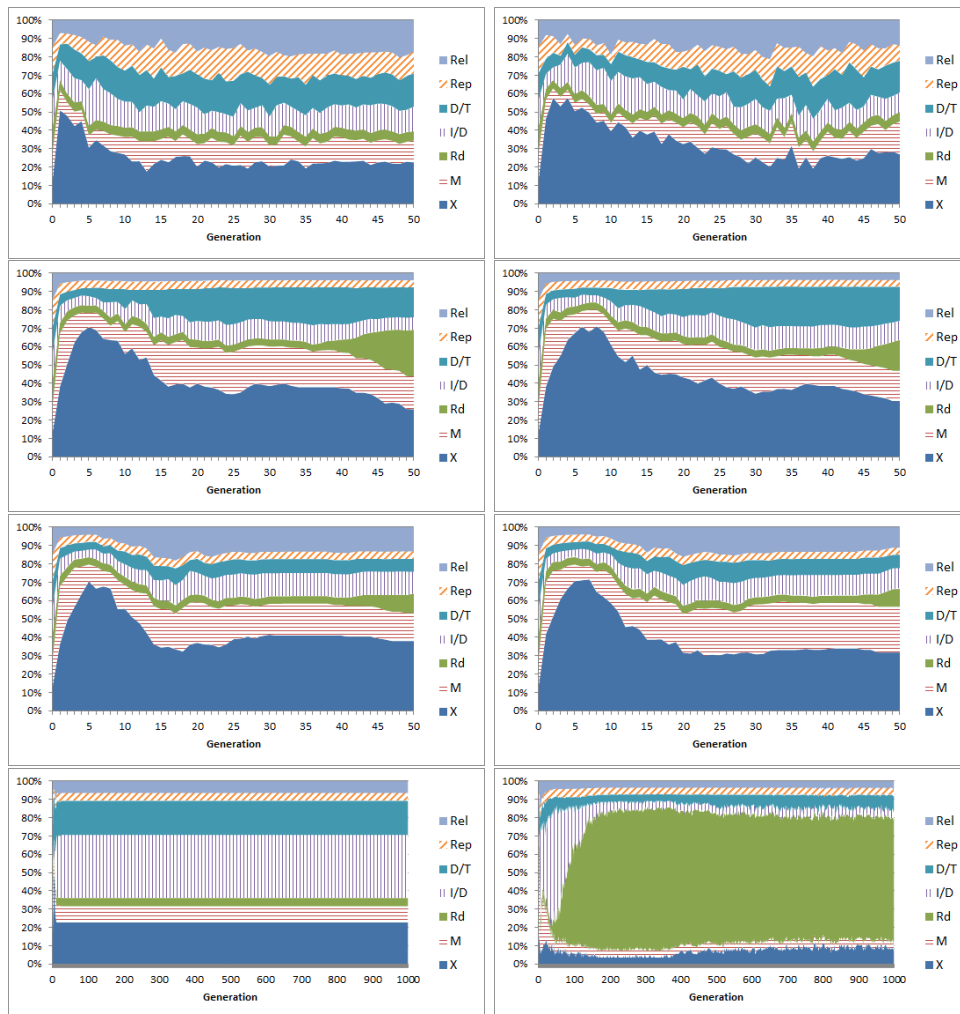 100%
90%
80%
70%
60%
50%
40%
30%
20%
10%
0%
0 5 10 15 20 25 30 35 40 45 50
Generation
Rel
Rep
D/T
I/D
Rd
M
X
100%
90%
80%
70%
60%
50%
40%
30%
20%
10%
0%
0 5 10 15 20 25 30 35 40 45 50
Generation
Rel
Rep
D/T
I/D
Rd
M
X
100%
90%
80%
70%
60%
50%
40%
30%
20%
10%
0%
0 5 10 15 20 25 30 35 40 45 50
Generation
Rel
Rep
D/T
I/D
Rd
M
X
100%
90%
80%
70%
60%
50%
40%
30%
20%
10%
0%
0 5 10 15 20 25 30 35 40 45 50
Generation
Rel
Rep
D/T
I/D
Rd
M
X
100%
90%
80%
70%
60%
50%
40%
30%
20%
10%
0%
0 5 10 15 20 25 30 35 40 45 50
Generation
Rel
Rep
D/T
I/D
Rd
M
X
100%
90%
80%
70%
60%
50%
40%
30%
20%
10%
0%
0 5 10 15 20 25 30 35 40 45 50
Generation
Rel
Rep
D/T
I/D
Rd
M
X
100%
90%
80%
70%
60%
50%
40%
30%
20%
10%
0%
0 100 200 300 400 500 600 700 800 900 1000
Generation
Rel
Rep
D/T
I/D
Rd
M
X
100%
90%
80%
70%
60%
50%
40%
30%
20%
10%
0%
0 100 200 300 400 500 600 700 800 900 1000
Generation
Rel
Rep
D/T
I/D
Rd
M
X